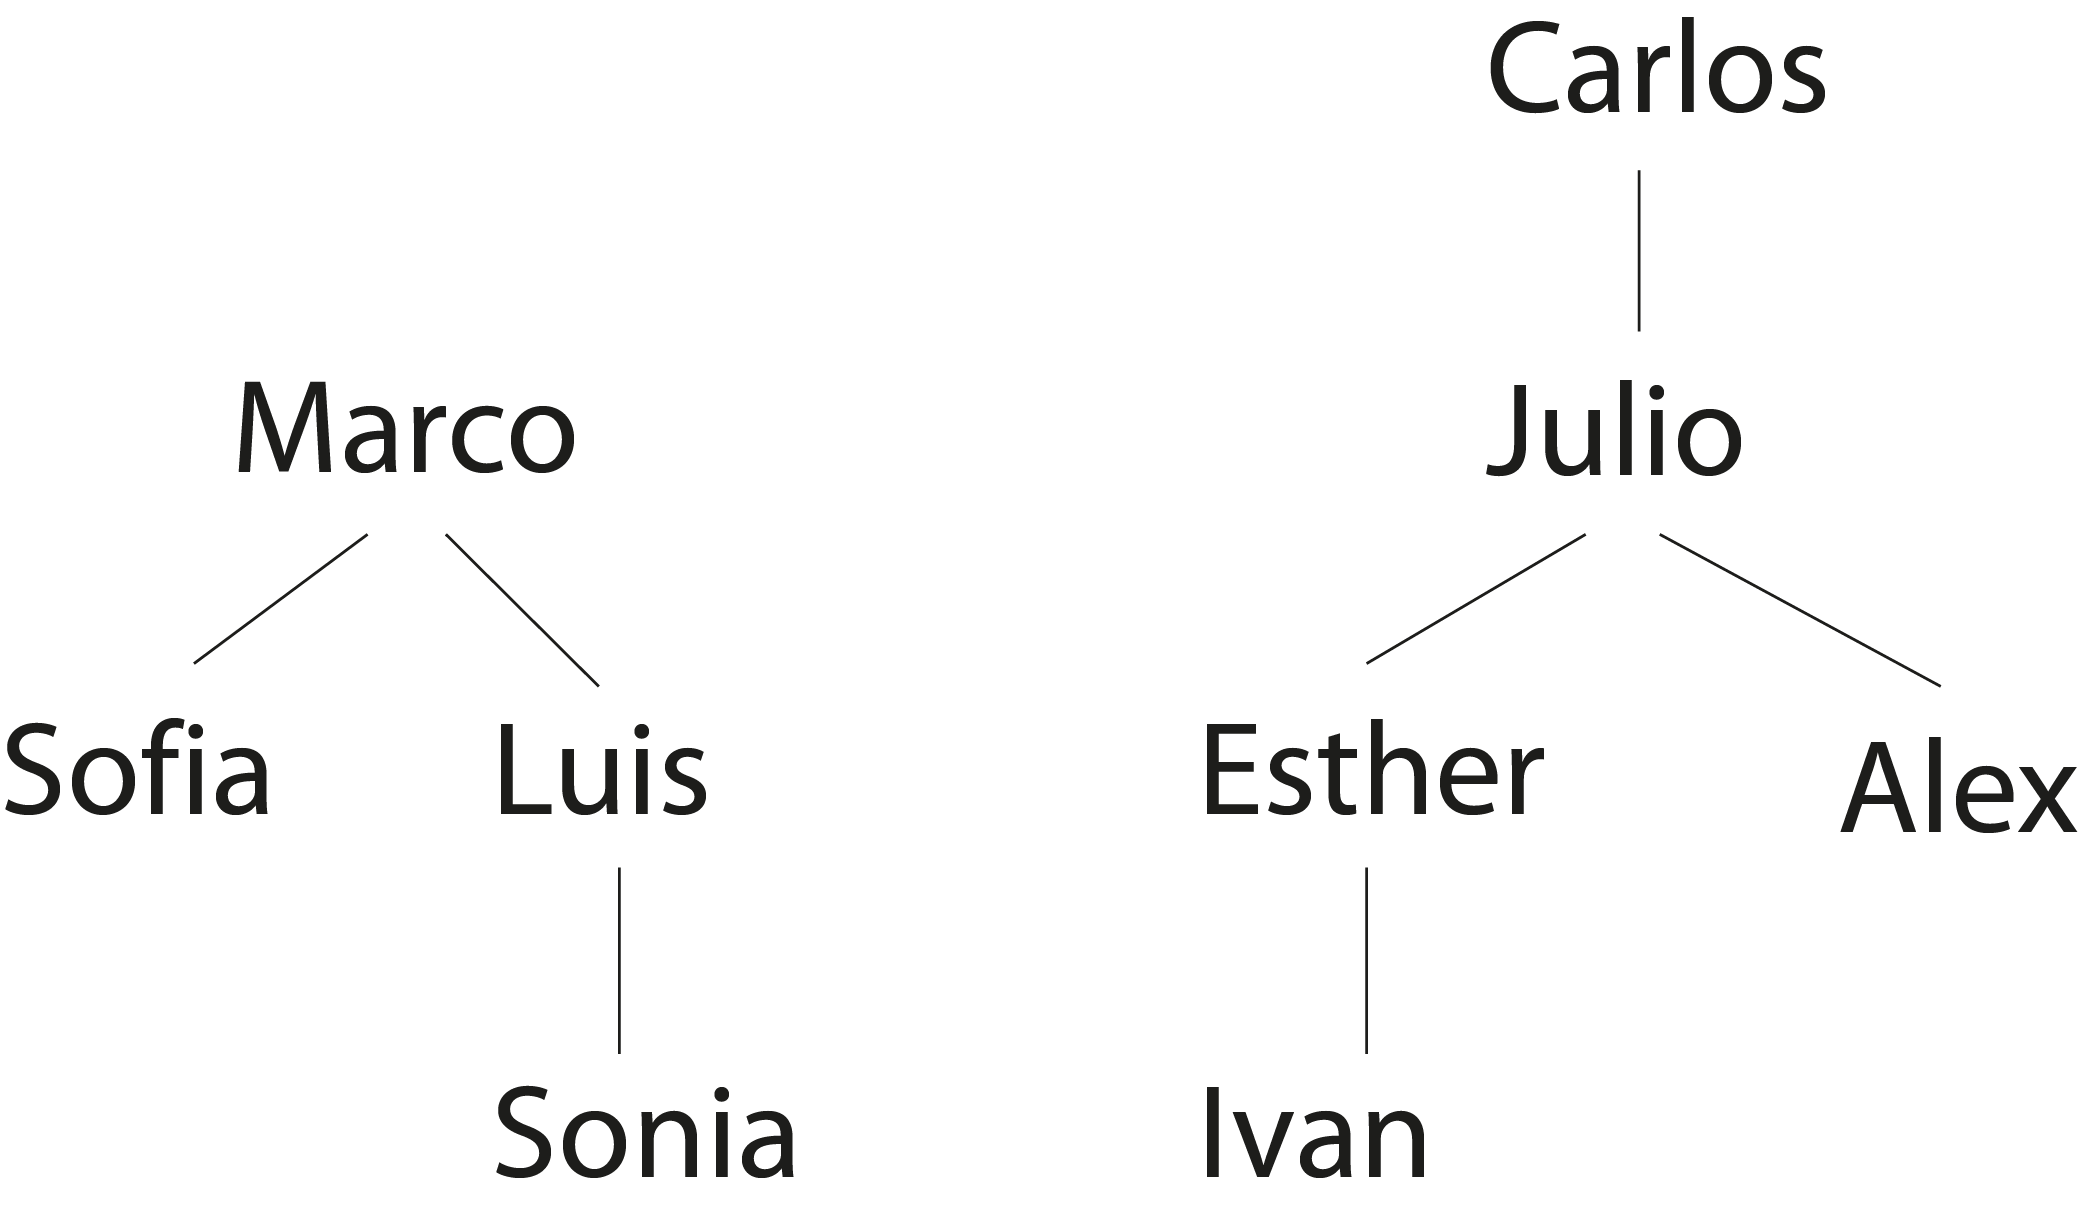 Carlos
Marco
Julio
Sofia
Luis
Esther
Alex
Sonia
Ivan